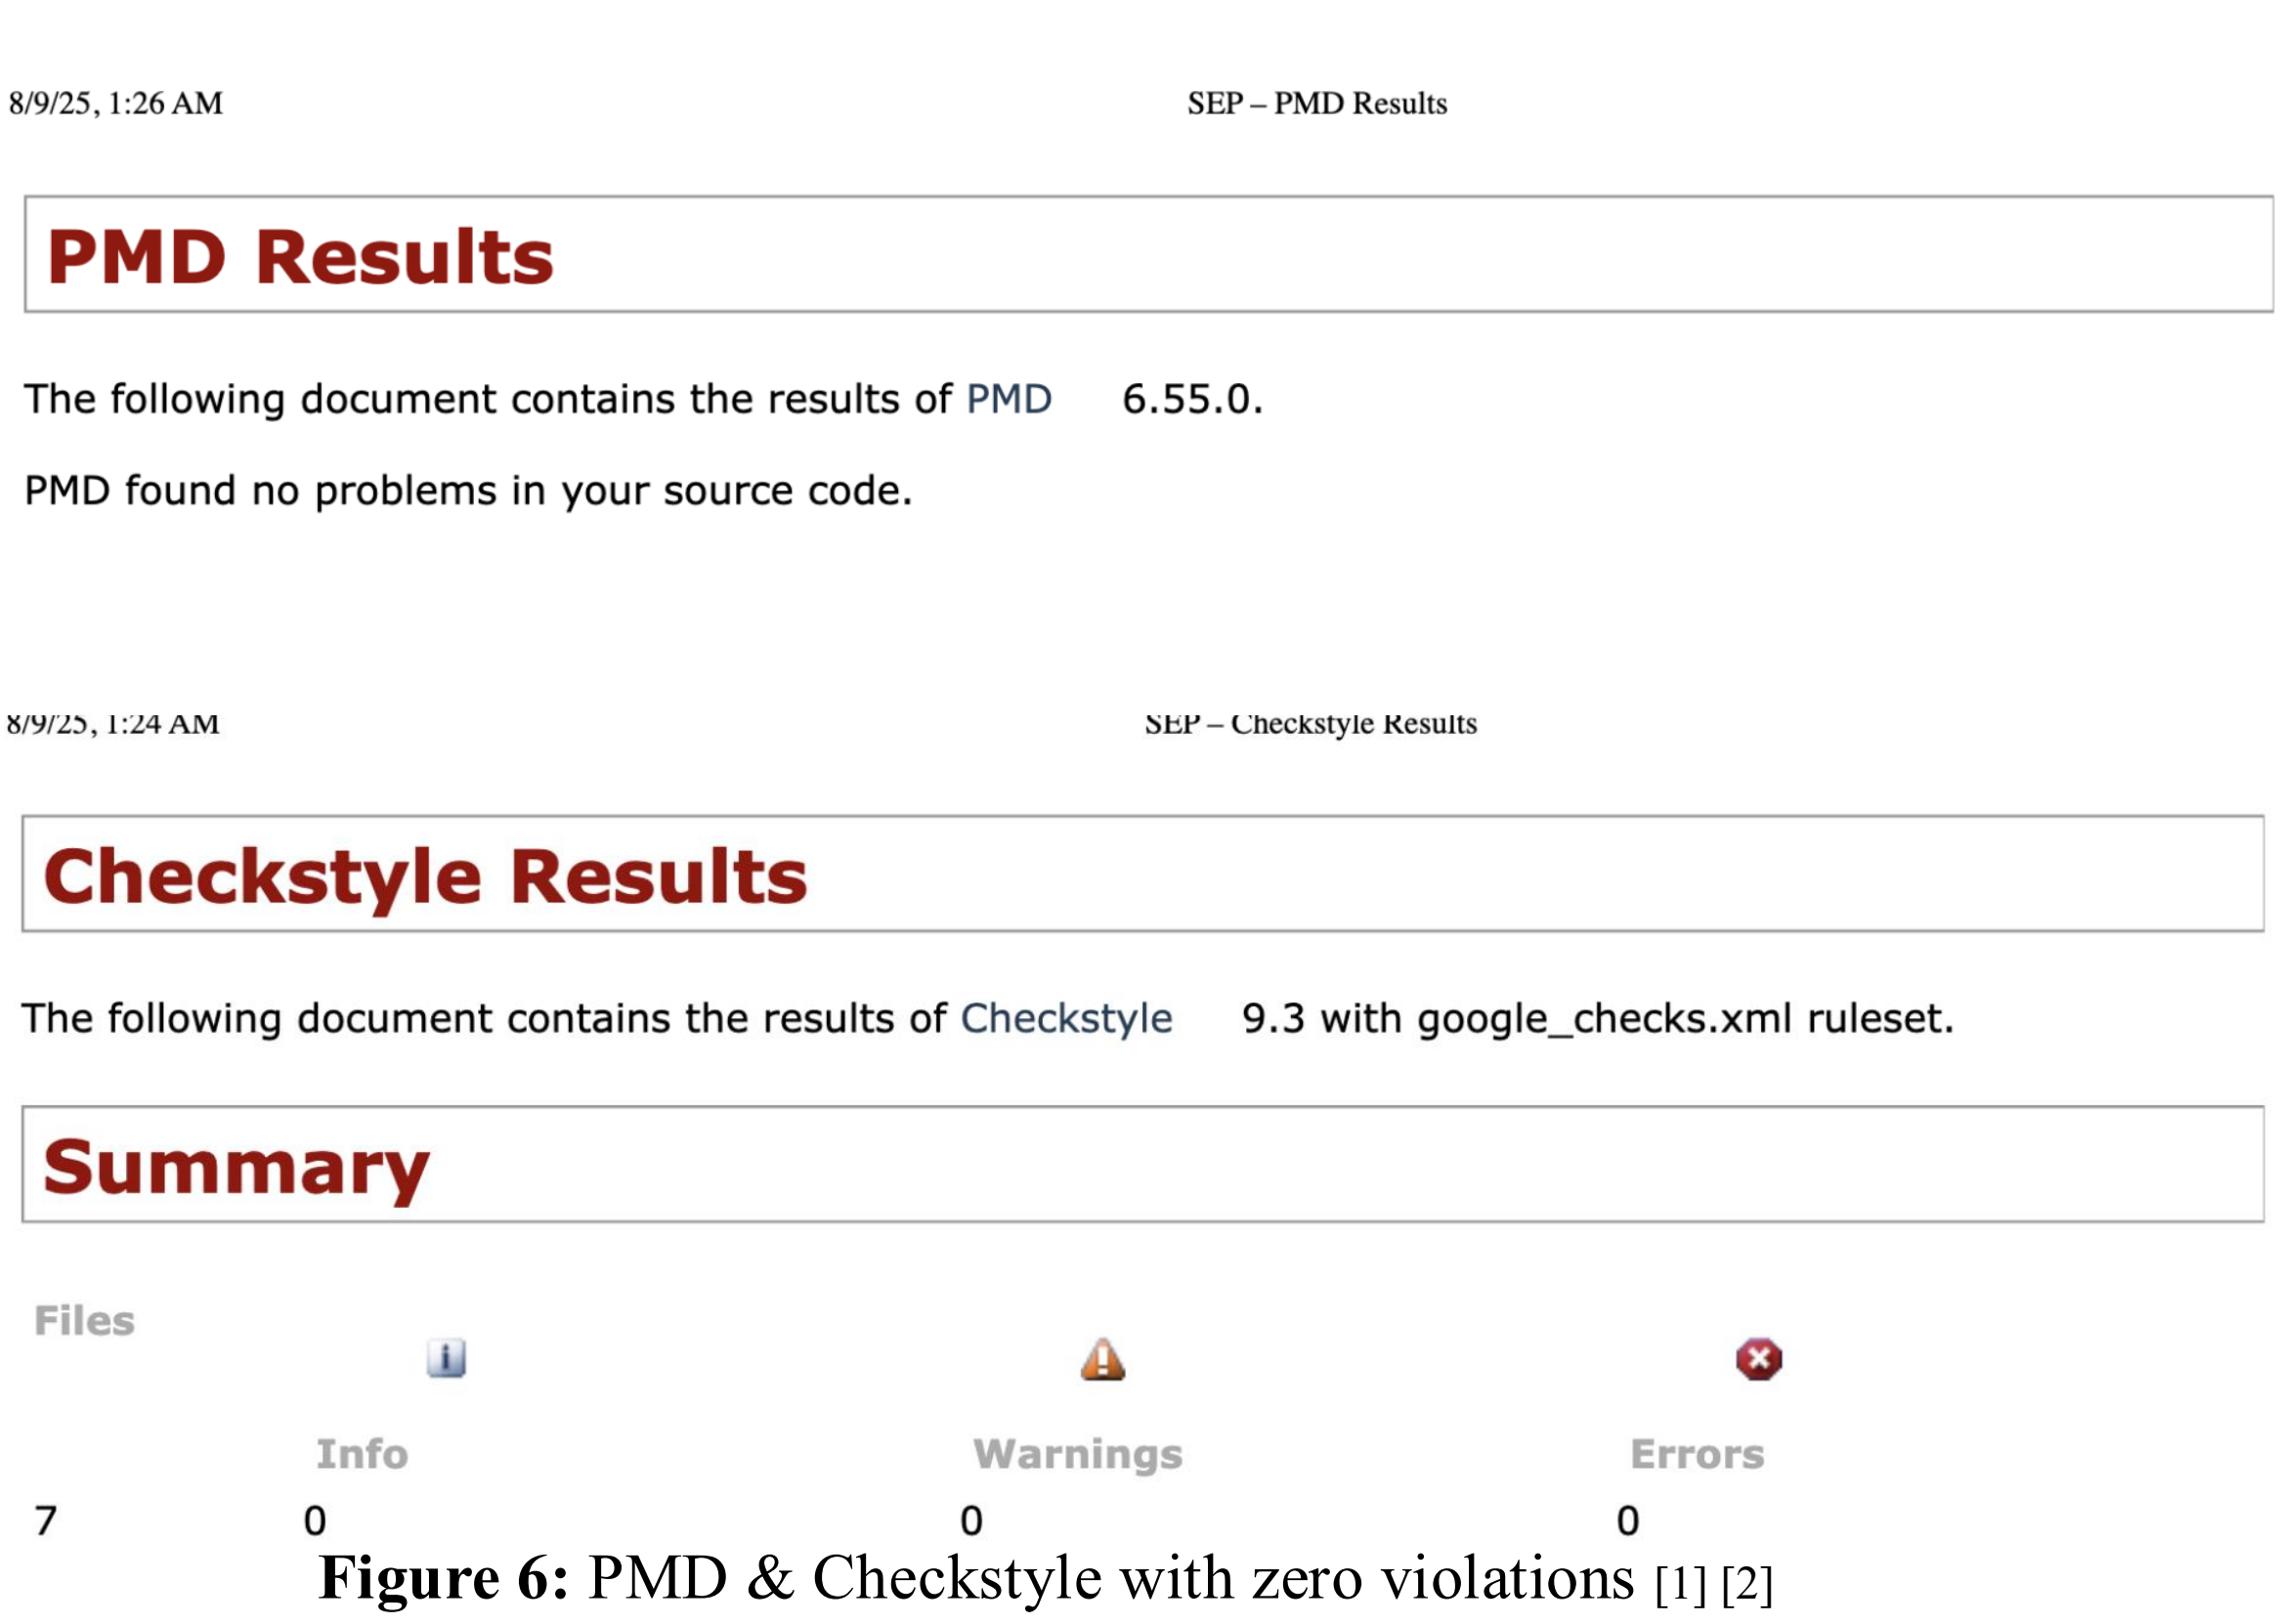 8/9/25, 1:26 AM SEP – PMD Results
PMD Results
The following document contains the results of PMD 6.55.0.
PMD found no problems in your source code.
8/9/25, 1:24 AM SEP – Checkstyle Results
Checkstyle Results
The following document contains the results of Checkstyle 9.3 with google_checks.xml ruleset.
Summary
Files
Info Warnings Errors
7 0 0 0
Figure 6: PMD & Checkstyle with zero violations [1] [2]